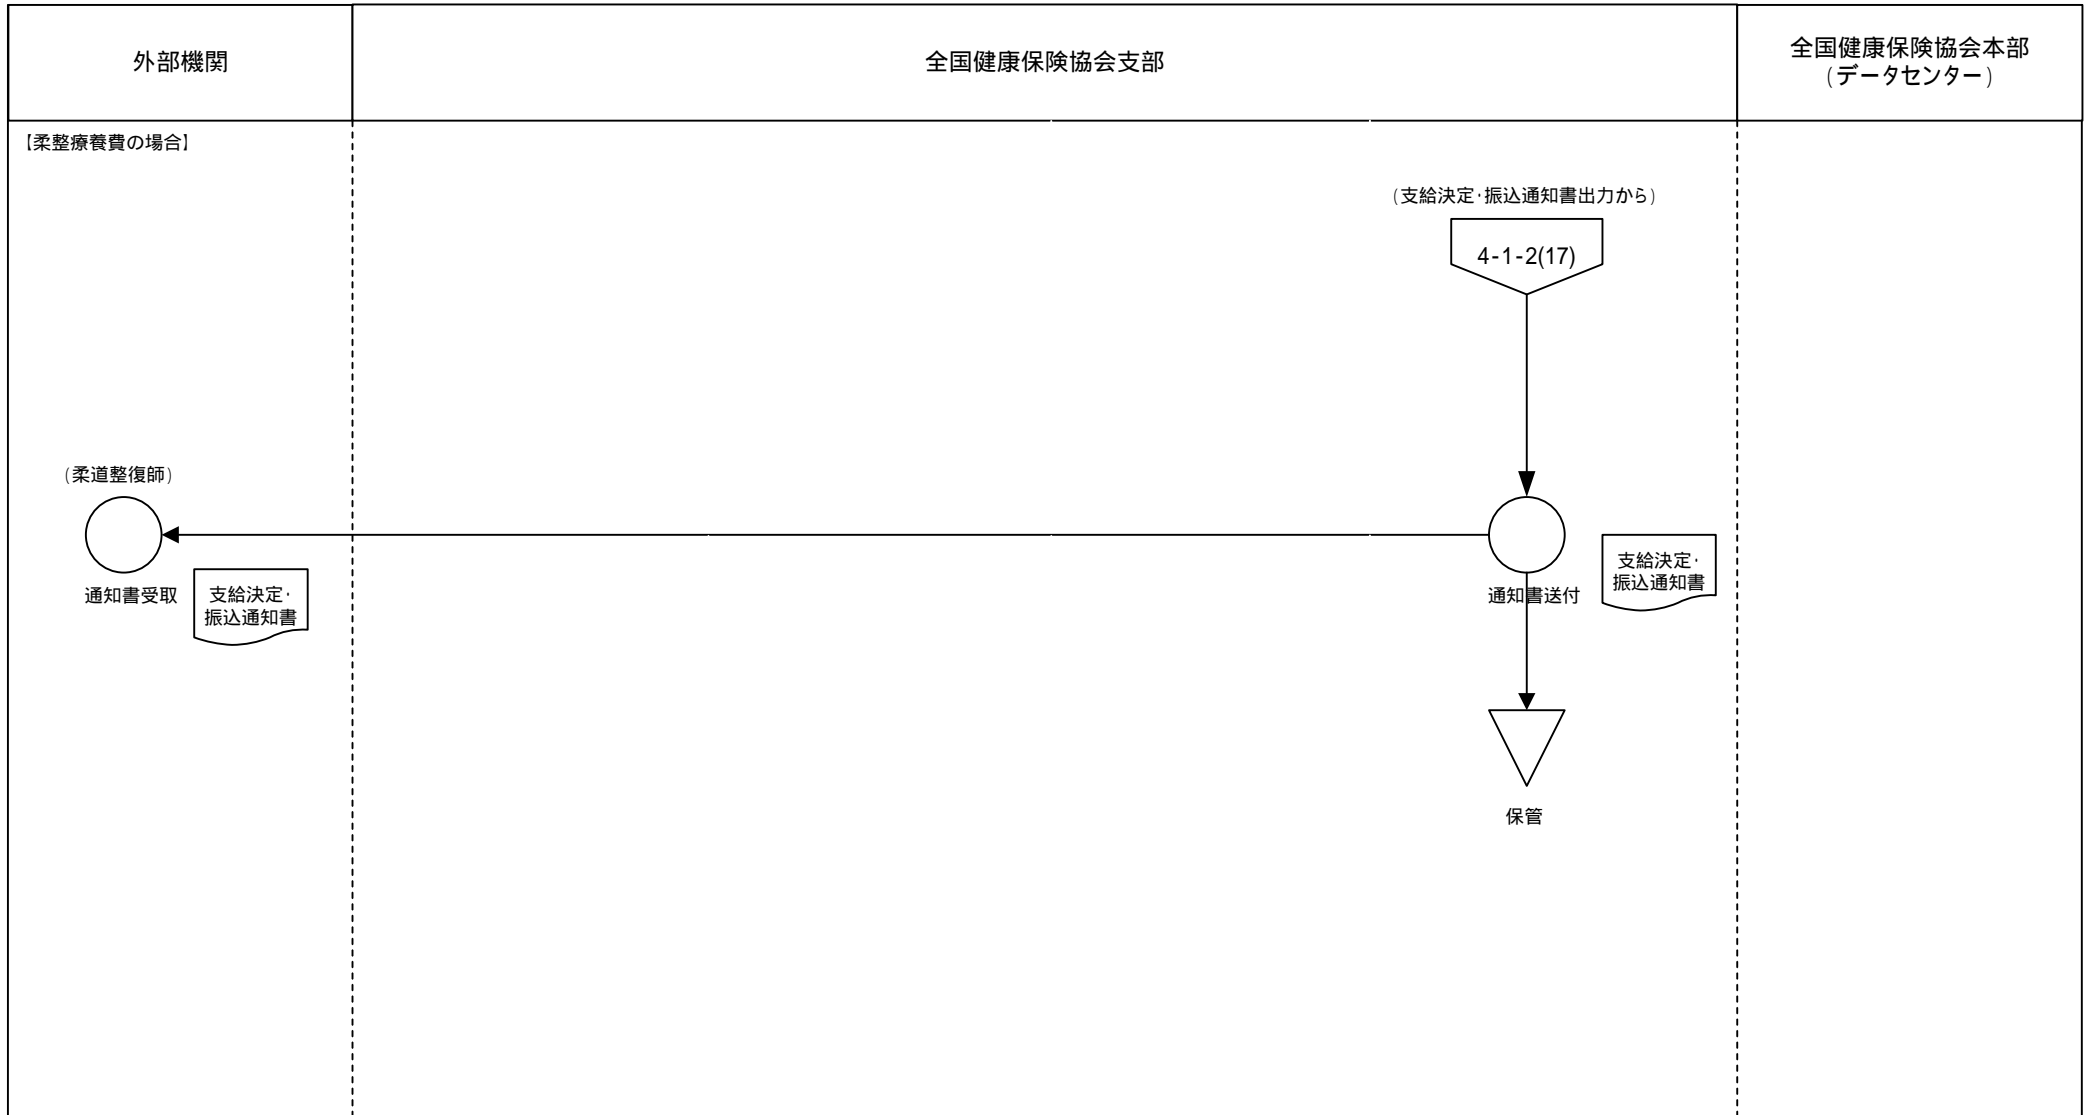 外部機関
全国健康保険協会支部
全国健康保険協会本部
(データセンター)
【柔整療養費の場合】
(支給決定・振込通知書出力から)
4-1-2(17)
(柔道整復師)
通知書受取
支給決定・
振込通知書
通知書送付
支給決定・
振込通知書
保管